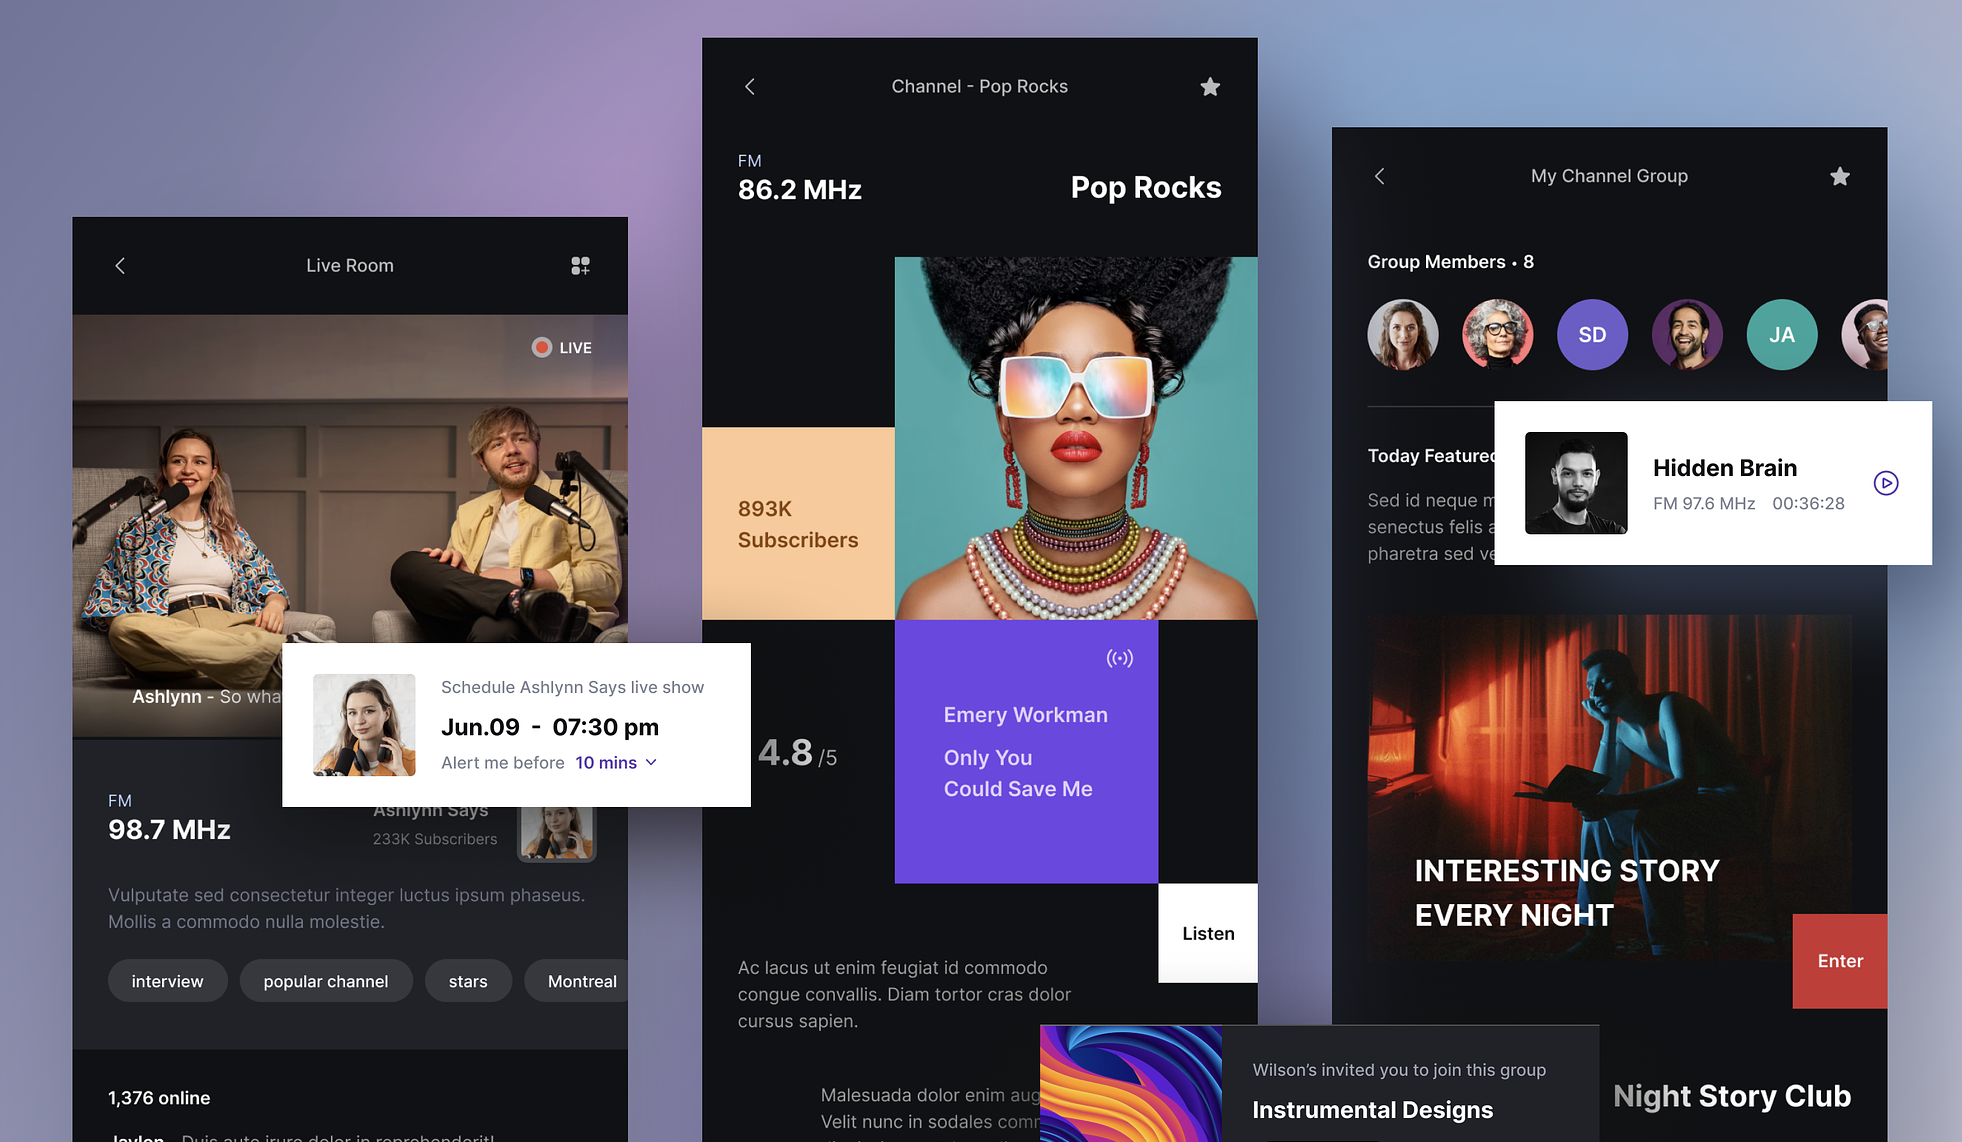 Live Room
LIVE
Ashlynn - So wha
Schedule Ashlynn Says live show
Jun.09 - 07:30 pm
Alert me before 10 mins
FM
98.7 MHz
Ashlynn Says
233K Subscribers
Vulputate sed consectetur integer luctus ipsum phaseus.
Mollis a commodo nulla molestie.
interview
popular channel
stars
Montreal
1,376 online
Jaylon - Duis aute irure dolor in reprehenderit!
Channel - Pop Rocks
FM
86.2 MHz
Pop Rocks
893K
Subscribers
4.8 /5
Emery Workman
Only You
Could Save Me
Listen
Ac lacus ut enim feugiat id commodo
congue convallis. Diam tortor cras dolor
cursus sapien.
Malesuada dolor enim aug
Velit nunc in sodales comm
Wilson's invited you to join this group
Instrumental Designs
My Channel Group
Group Members • 8
SD
JA
Today Featured
Sed id neque m
senectus felis a
pharetra sed ve
Hidden Brain
FM 97.6 MHz 00:36:28
INTERESTING STORY
EVERY NIGHT
Enter
Night Story Club